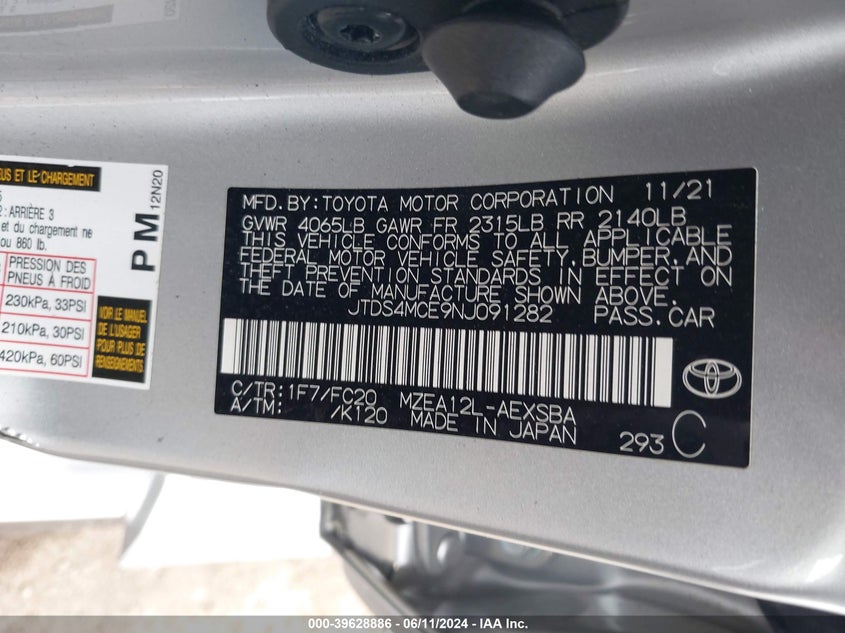 EUS ET LE CHARGEMENT
5
2 : ARRIÈRE 3
et du chargement ne
ou 860 lb.
PRESSION DES
PNEUS À FROID
230kPa, 33PSI
210kPa, 30PSI
420kPa, 60PSI
VOIR LE MANUEL
DE L'USAGER
POUR PLUS DE
RENSEIGNEMENTS
PM
12N20
MFD. BY: TOYOTA MOTOR CORPORATION 11/21
GVWR 4065LB GAWR FR 2315LB RR 2140LB
THIS VEHICLE CONFORMS TO ALL APPLICABLE
FEDERAL MOTOR VEHICLE SAFETY, BUMPER, AND
THEFT PREVENTION STANDARDS IN EFFECT ON
THE DATE OF MANUFACTURE SHOWN ABOVE.
JTDS4MCE9NJ091282 PASS.CAR
C/TR: 1F7/FC20 MZEA12L-AEXSBA
A/TM: /K120 MADE IN JAPAN
293 C
000-39628886 - 06/11/2024 - IAA Inc.